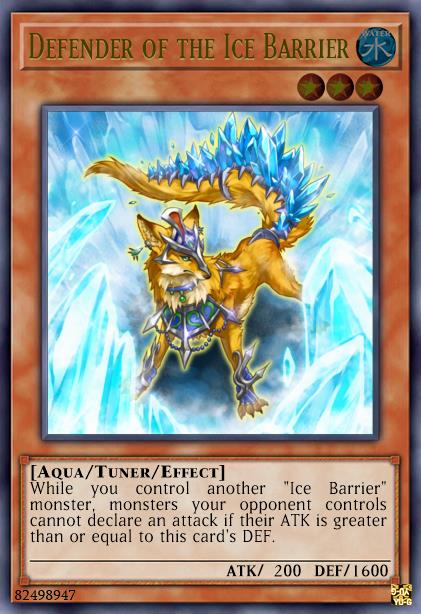 Defender of the Ice Barrier
WATER
水
[Aqua/Tuner/Effect]
While you control another "Ice Barrier"
monster, monsters your opponent controls
cannot declare an attack if their ATK is greater
than or equal to this card's DEF.
ATK/ 200 DEF/1600
82498947